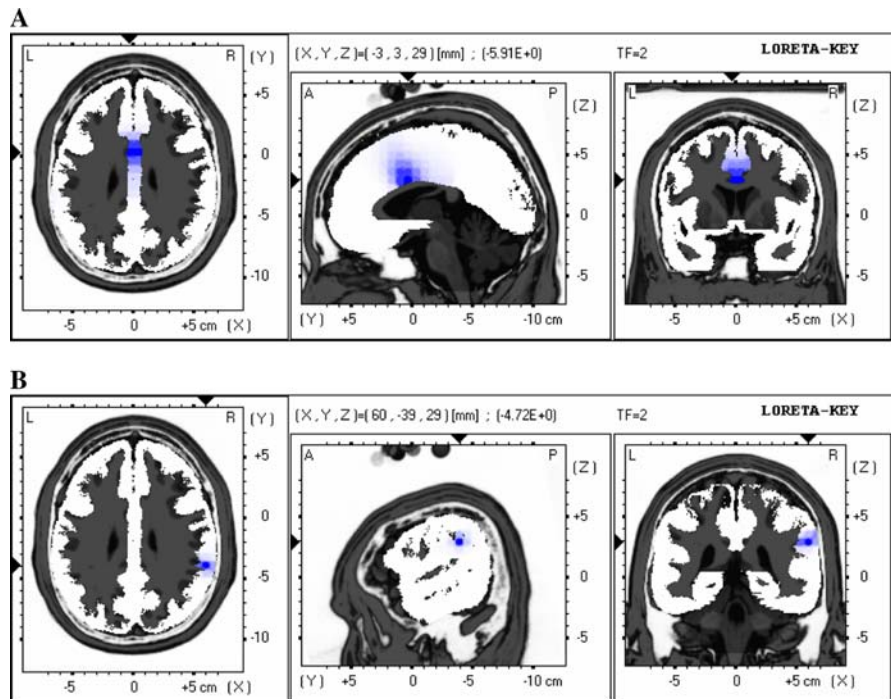 A
L R (Y) (X,Y,Z)=(-3,3,29)[mm] ; (-5.91E+0) TF=2 LORETA-KEY
+5
0
-5
-10
-5 0 +5 cm (X)
A P (Z)
+5
0
-5
(Y) +5 0 -5 -10 cm
L R (Z)
+5
0
-5
-5 0 +5 cm (X)
B
L R (Y) (X,Y,Z)=(60,-39,29)[mm] ; (-4.72E+0) TF=2 LORETA-KEY
+5
0
-5
-10
-5 0 +5 cm (X)
A P (Z)
+5
0
-5
(Y) +5 0 -5 -10 cm
L R (Z)
+5
0
-5
-5 0 +5 cm (X)